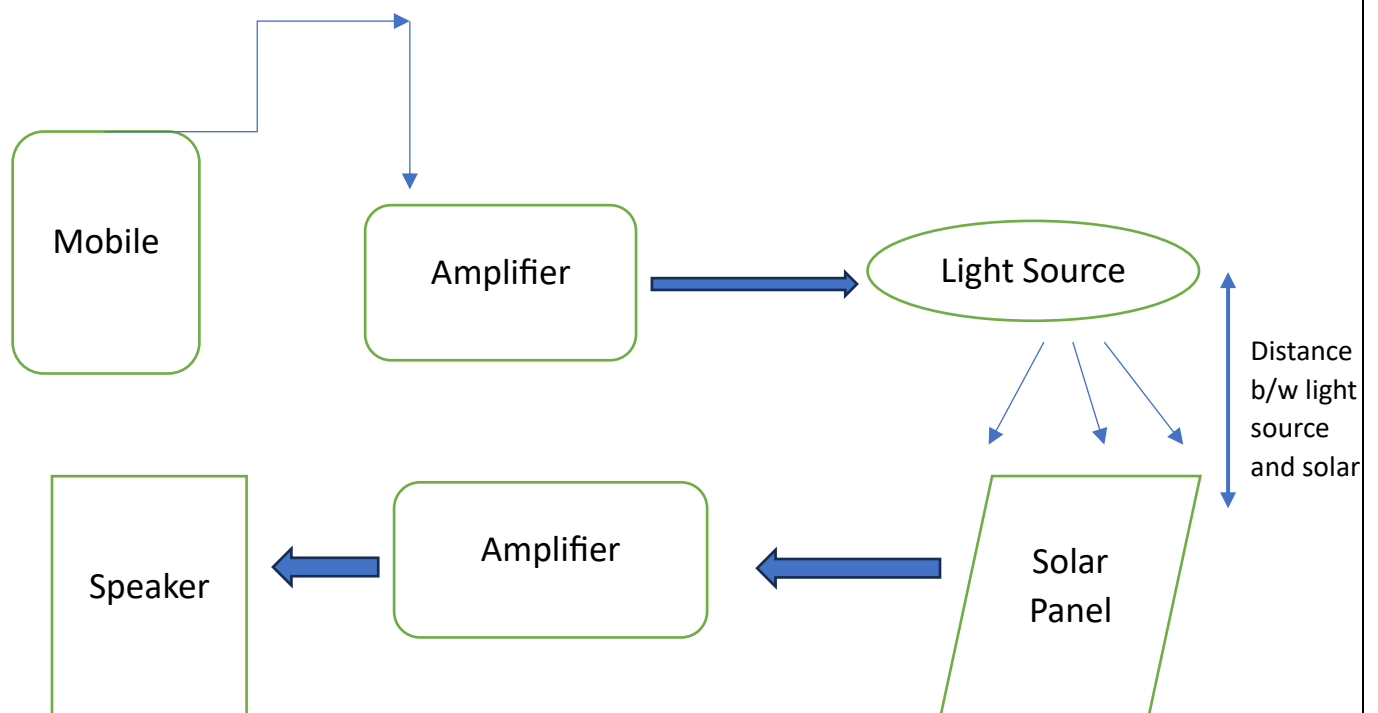 Mobile
Amplifier
Light Source
Distance
b/w light
source
and solar
Speaker
Amplifier
Solar
Panel